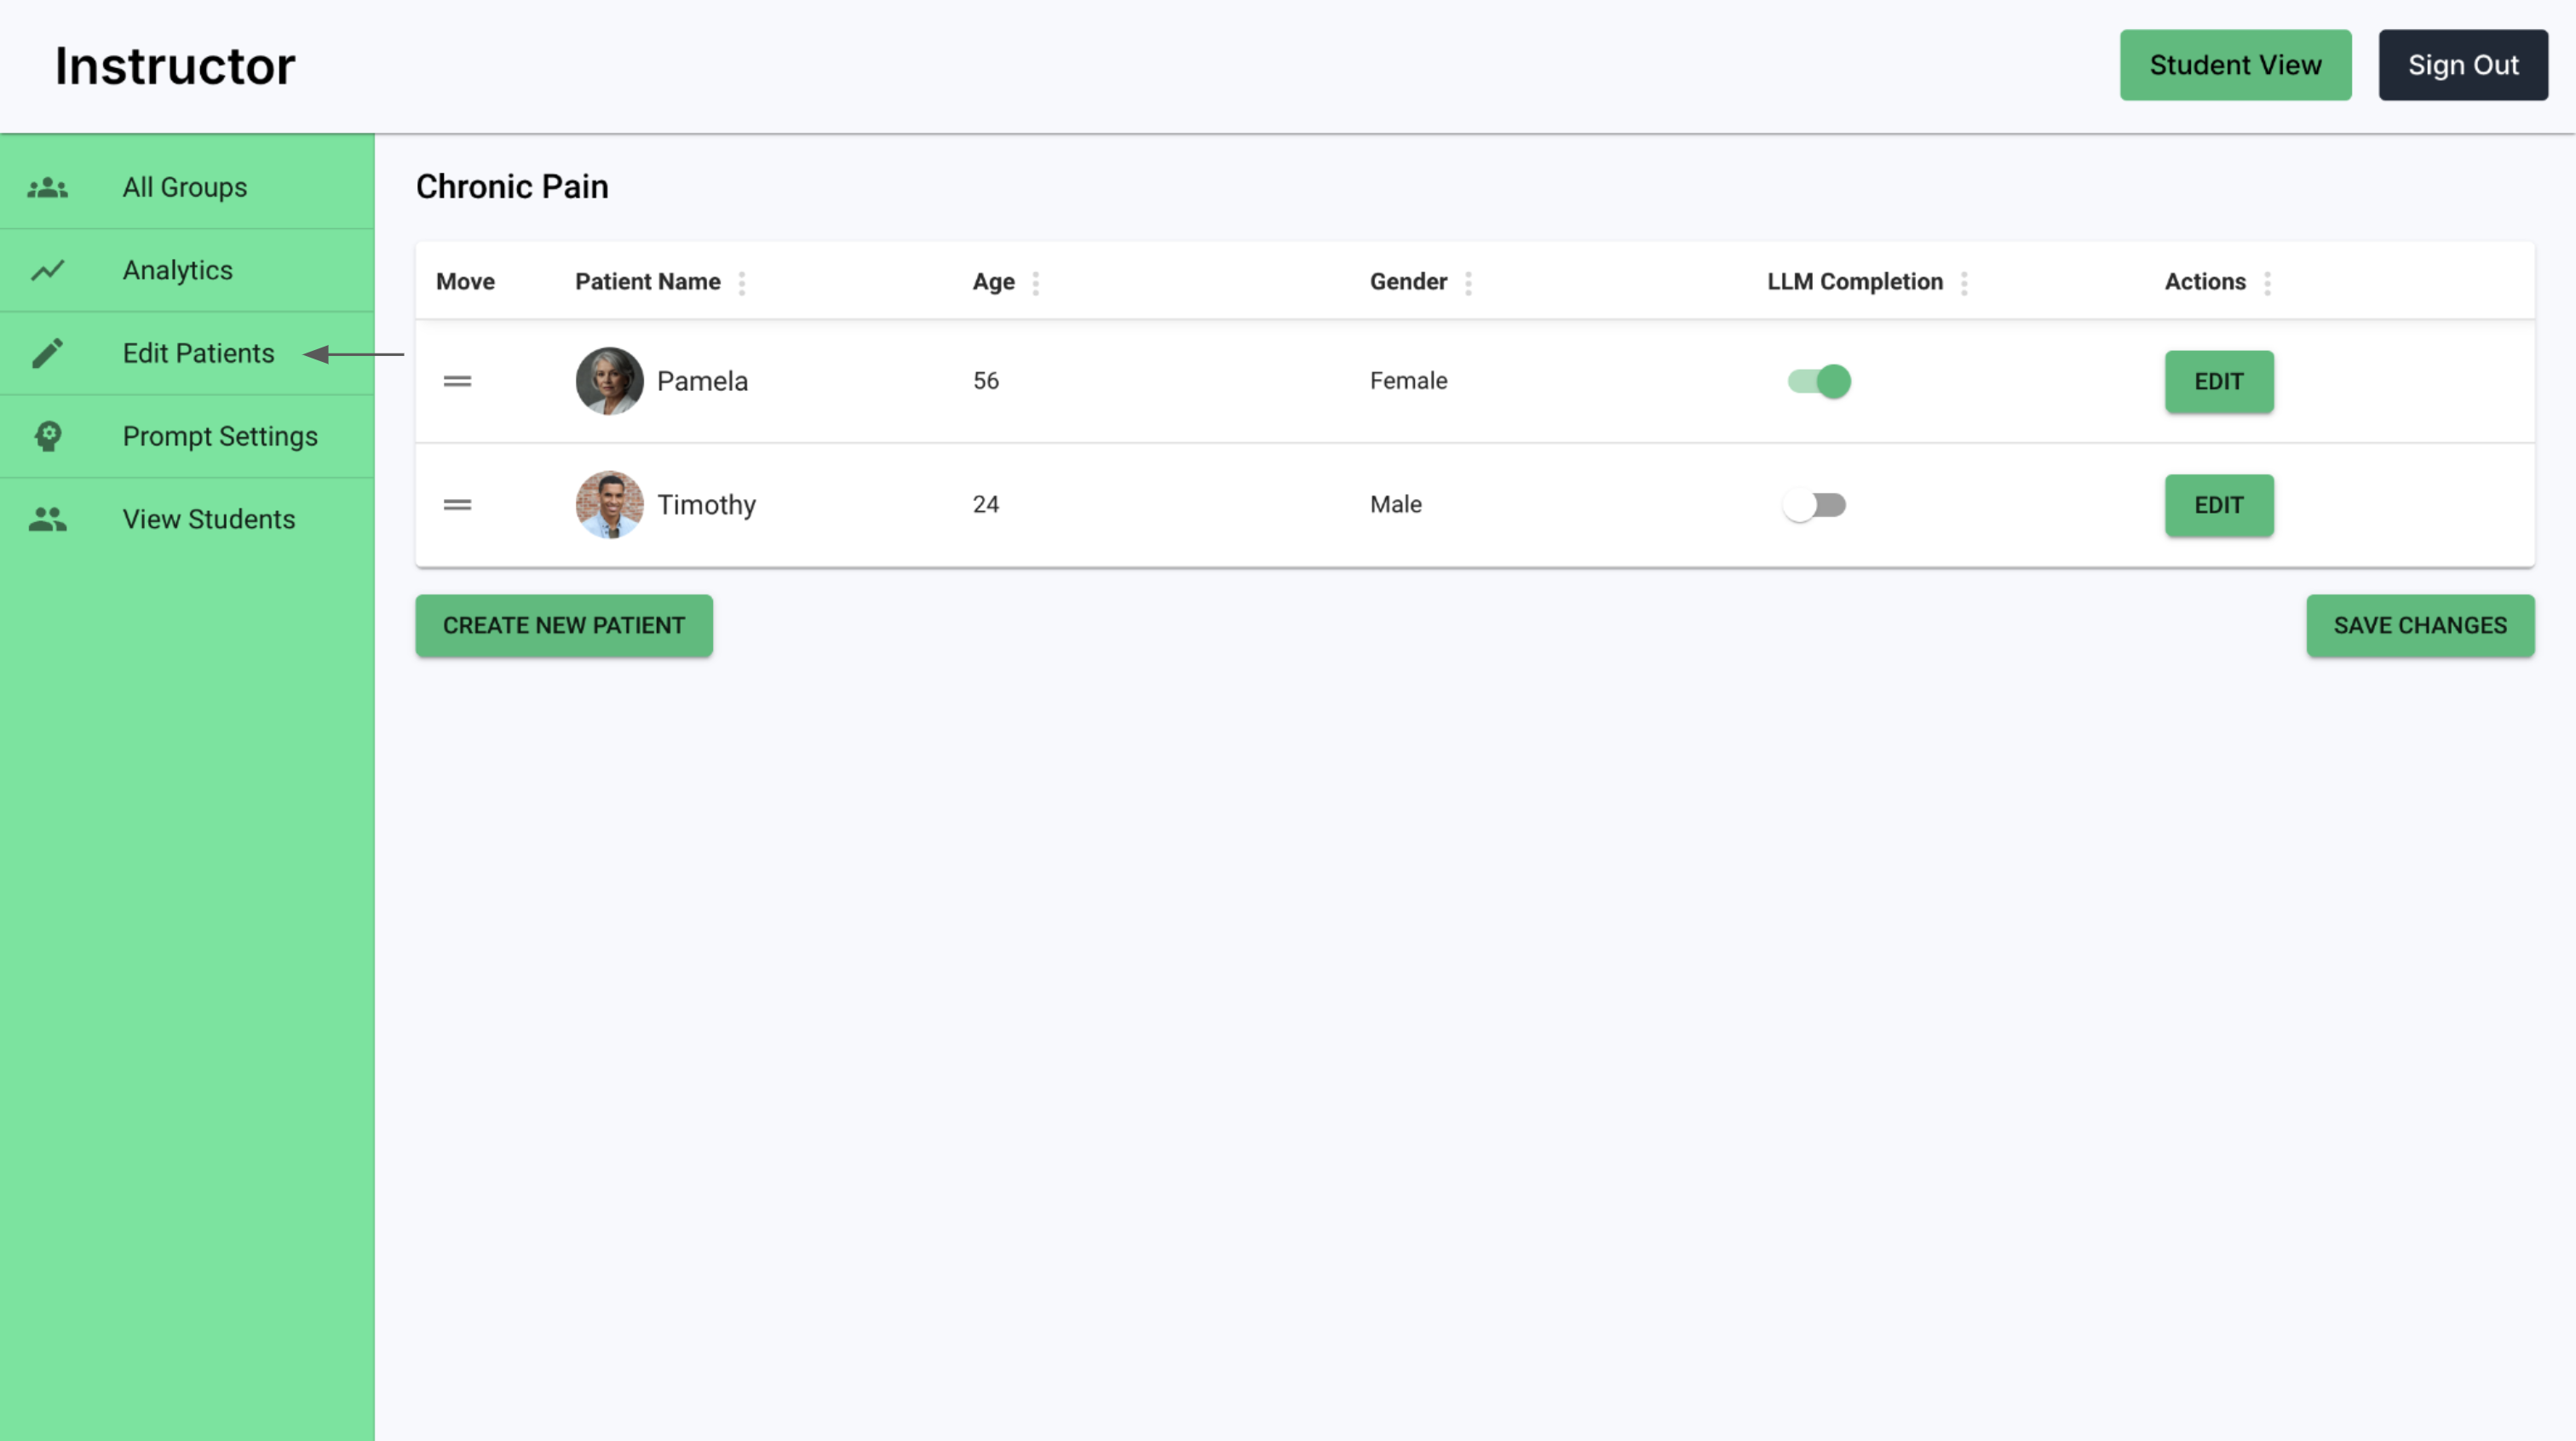 Instructor
Student View
Sign Out
All Groups
Analytics
Edit Patients
Prompt Settings
View Students
Chronic Pain
Move Patient Name Age Gender LLM Completion Actions
Pamela 56 Female EDIT
Timothy 24 Male EDIT
CREATE NEW PATIENT
SAVE CHANGES